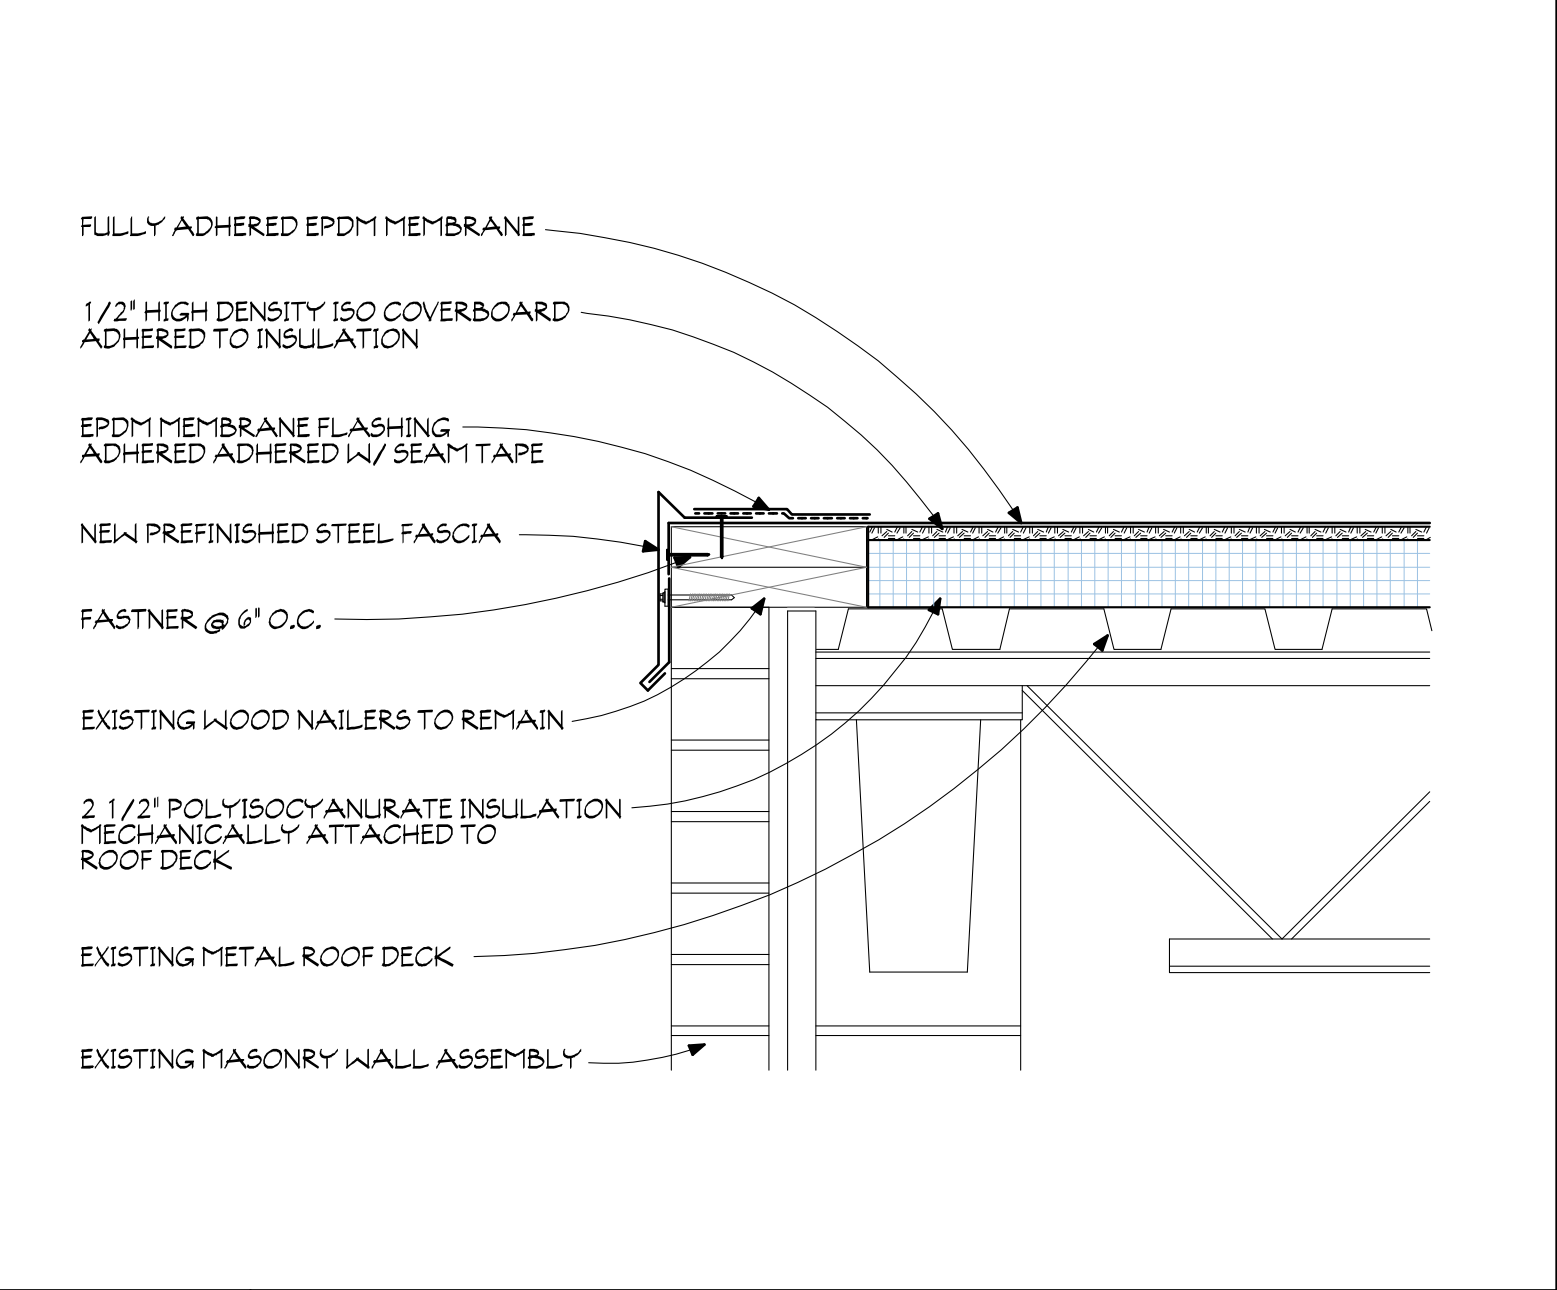 FULLY ADHERED EPDM MEMBRANE
1/2" HIGH DENSITY ISO COVERBOARD
ADHERED TO INSULATION
EPDM MEMBRANE FLASHING
ADHERED ADHERED W/ SEAM TAPE
NEW PREFINISHED STEEL FASCIA
FASTNER @ 6" O.C.
EXISTING WOOD NAILERS TO REMAIN
2 1/2" POLYISOCYANURATE INSULATION
MECHANICALLY ATTACHED TO
ROOF DECK
EXISTING METAL ROOF DECK
EXISTING MASONRY WALL ASSEMBLY